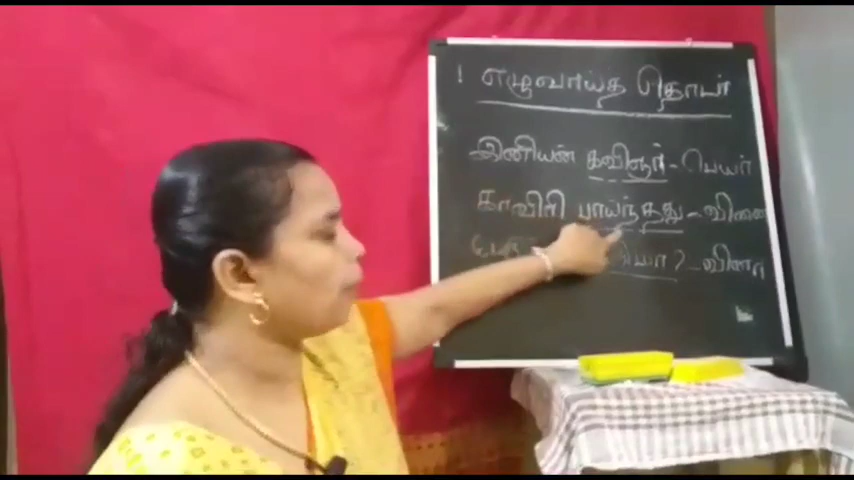 1 எழுவாய்த் தொடர்
இனியன் கவிஞர் - பெயர்
காவிரி பாய்ந்தது - வினை
? - வினா